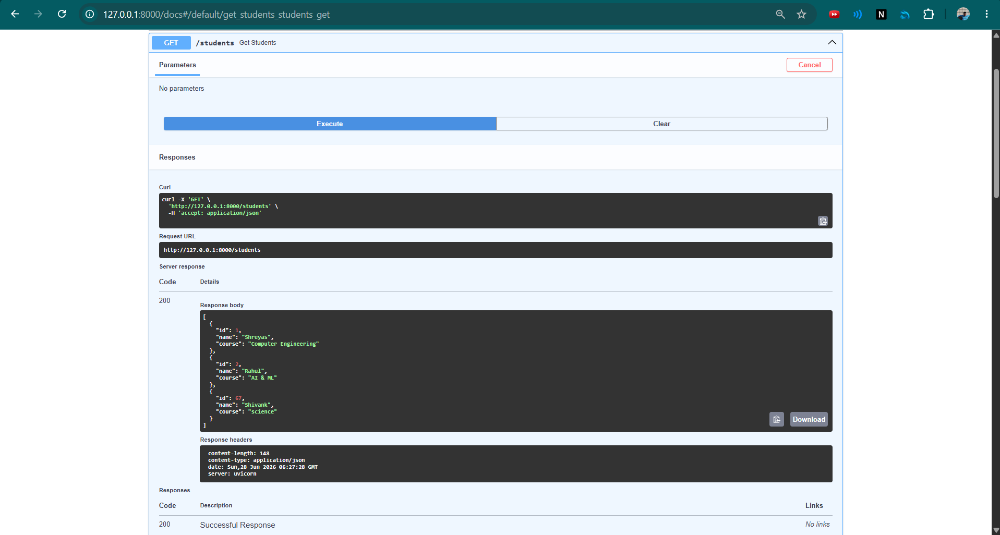 127.0.0.1:8000/docs#/default/get_students_students_get
N
GET /students Get Students
Parameters
Cancel
No parameters
Execute
Clear
Responses
Curl
curl -X 'GET' \
  'http://127.0.0.1:8000/students' \
  -H 'accept: application/json'
Request URL
http://127.0.0.1:8000/students
Server response
Code Details
200
Response body
[
  {
    "id": 1,
    "name": "Shreyas",
    "course": "Computer Engineering"
  },
  {
    "id": 2,
    "name": "Rahul",
    "course": "AI & ML"
  },
  {
    "id": 67,
    "name": "Shivank",
    "course": "science"
  }
]
Download
Response headers
content-length: 148
content-type: application/json
date: Sun,28 Jun 2026 06:27:28 GMT
server: uvicorn
Responses
Code Description Links
200 Successful Response No links